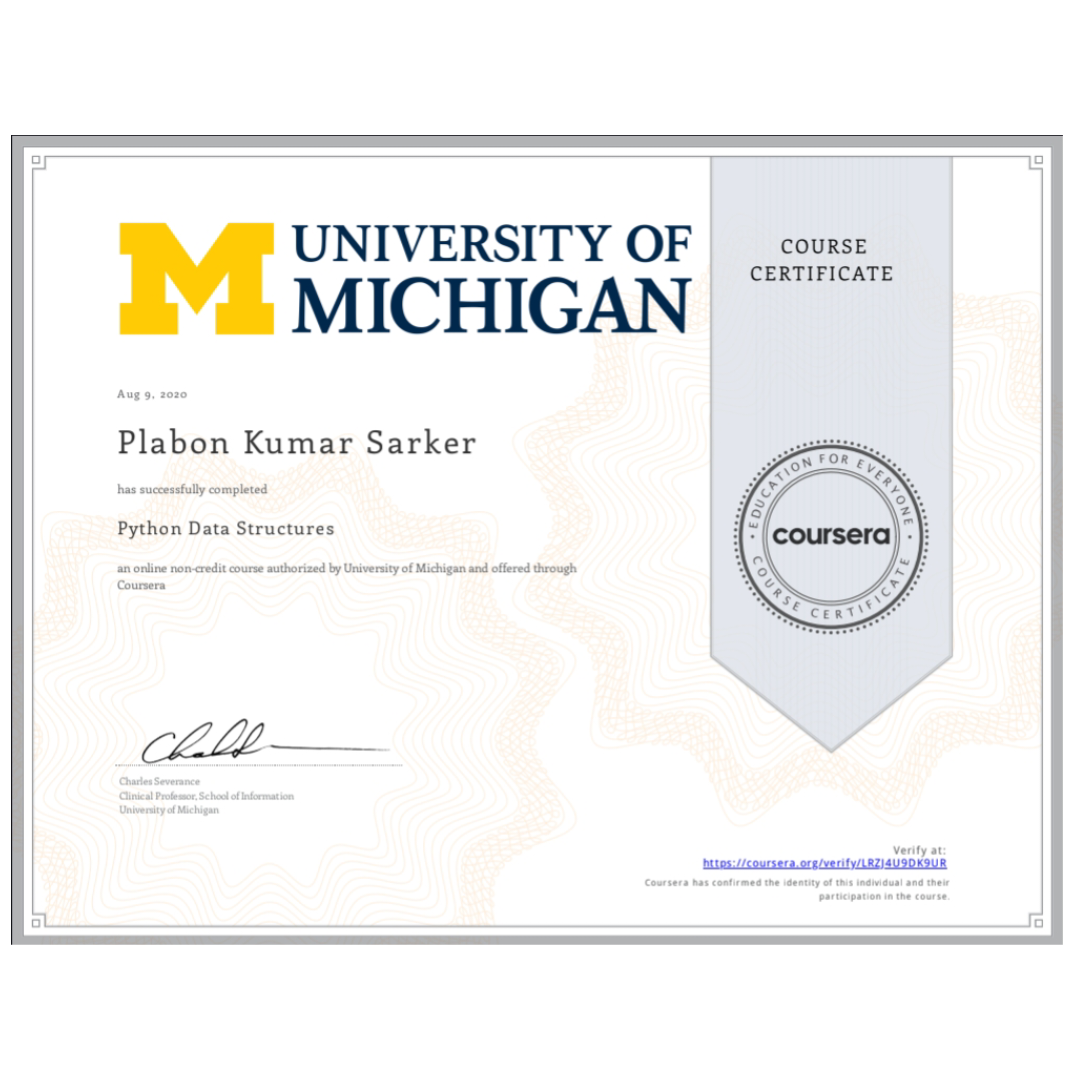 UNIVERSITY OF
MICHIGAN
COURSE
CERTIFICATE
Aug 9, 2020
Plabon Kumar Sarker
has successfully completed
Python Data Structures
an online non-credit course authorized by University of Michigan and offered through
Coursera
EDUCATION FOR EVERYONE
coursera
COURSE CERTIFICATE
Charles Severance
Clinical Professor, School of Information
University of Michigan
Verify at:
https://coursera.org/verify/LRZJ4U9DK9UR
Coursera has confirmed the identity of this individual and their
participation in the course.